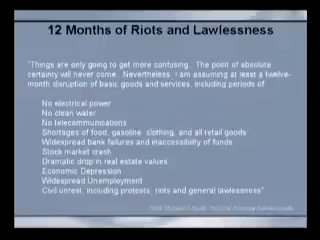 12 Months of Riots and Lawlessness
"Things are only going to get more confusing. The point of absolute
certainty will never come. Nevertheless, I am assuming at least a twelve-
month disruption of basic goods and services, including periods of
No electrical power
No clean water
No telecommunications
Shortages of food, gasoline, clothing, and all retail goods
Widespread bank failures and inaccessibility of funds
Stock market crash
Dramatic drop in real estate values
Economic Depression
Widespread Unemployment
Civil unrest, including protests, riots and general lawlessness"